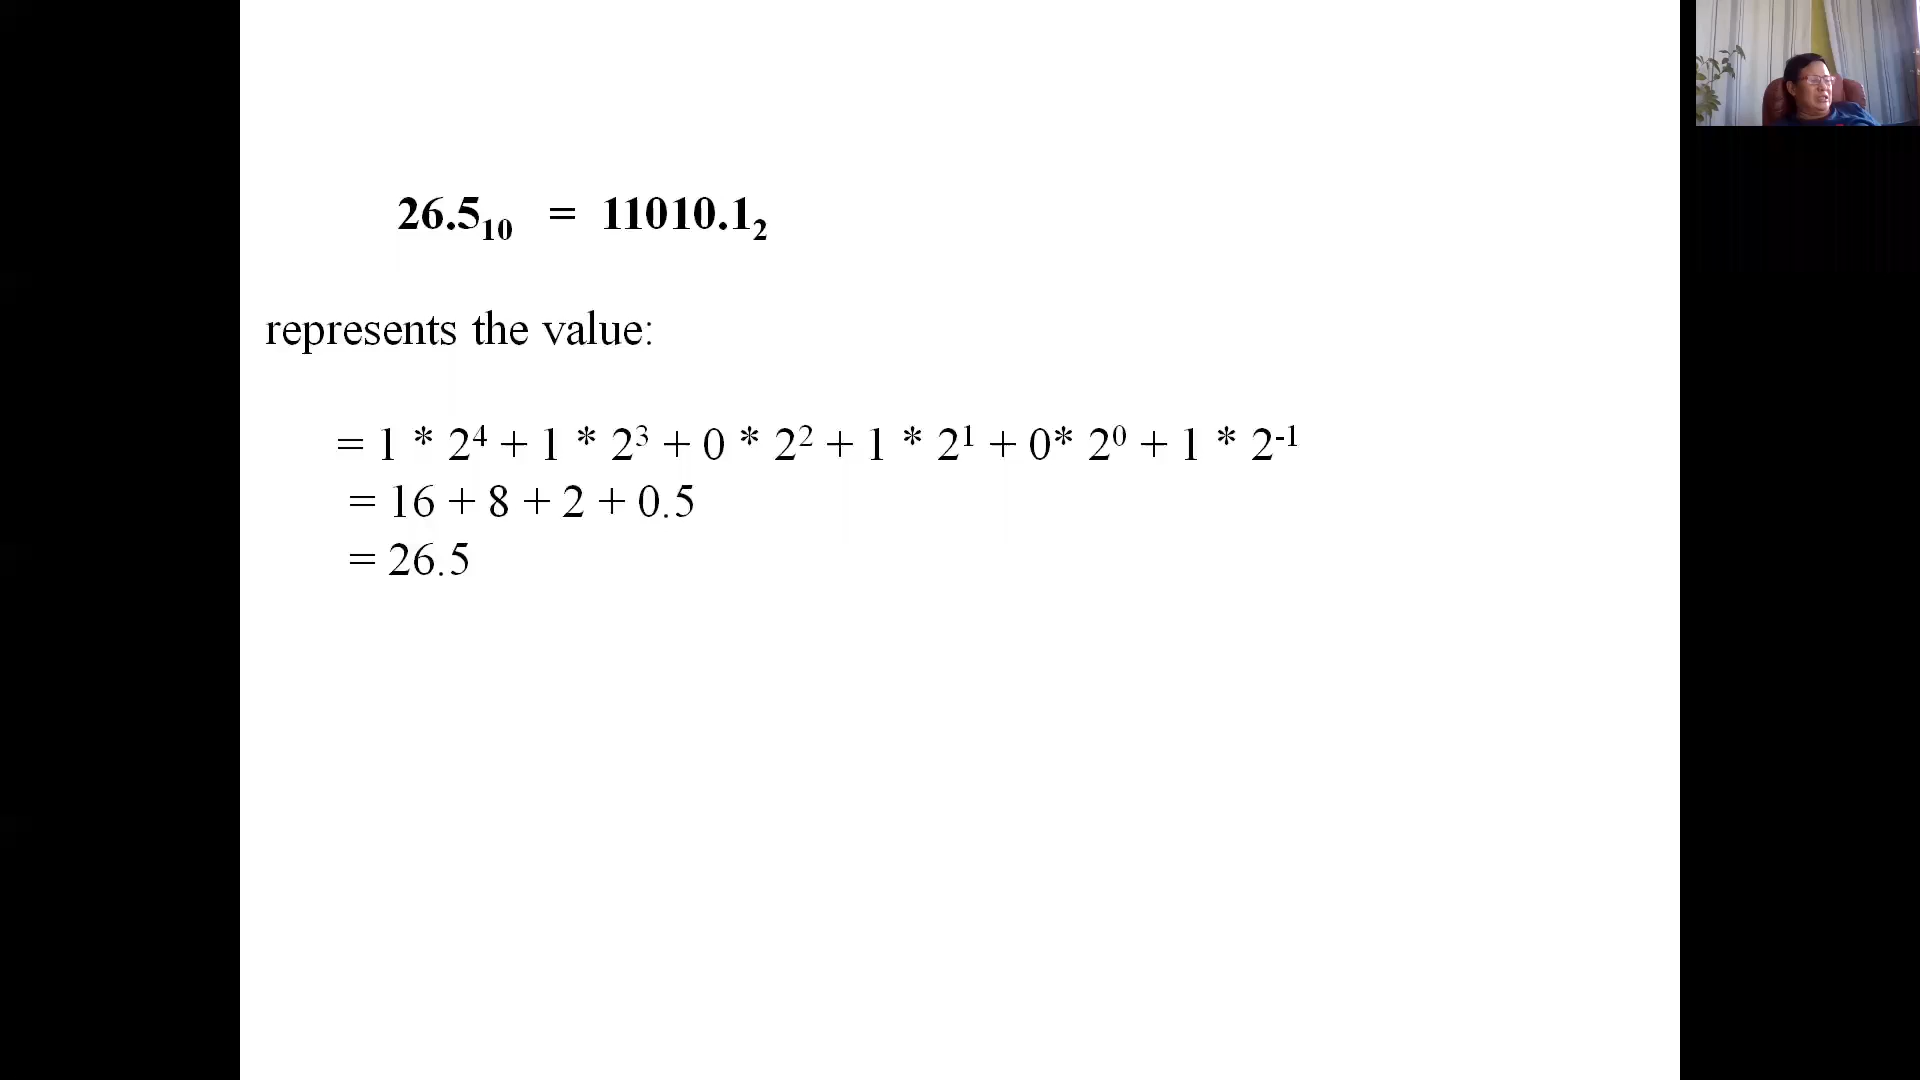 26.5₁₀ = 11010.1₂
represents the value:
= 1 * 2⁴ + 1 * 2³ + 0 * 2² + 1 * 2¹ + 0* 2⁰ + 1 * 2⁻¹
= 16 + 8 + 2 + 0.5
= 26.5